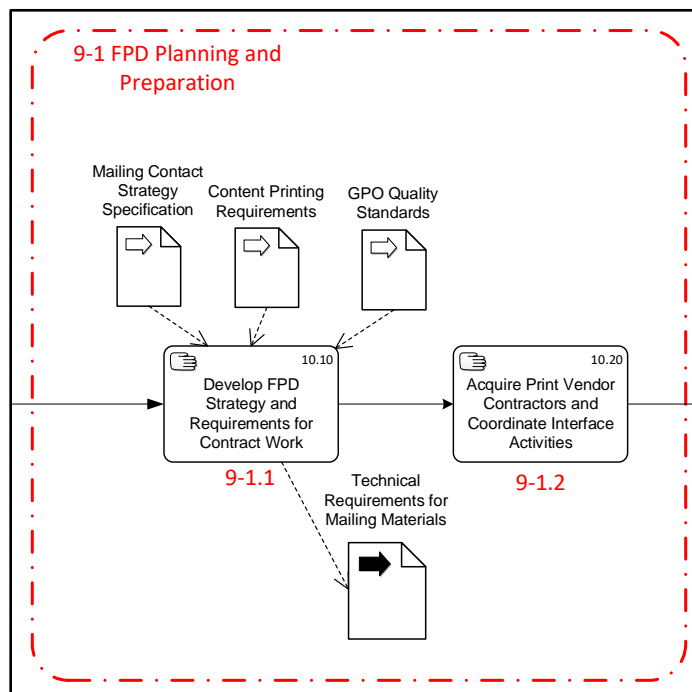 9-1 FPD Planning and
Preparation
Mailing Contact
Strategy
Specification
Content Printing
Requirements
GPO Quality
Standards
10.10
Develop FPD
Strategy and
Requirements for
Contract Work
9-1.1
10.20
Acquire Print Vendor
Contractors and
Coordinate Interface
Activities
9-1.2
Technical
Requirements for
Mailing Materials